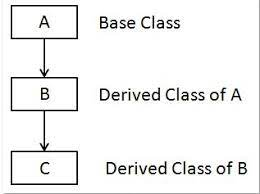 A Base Class
B Derived Class of A
C Derived Class of B